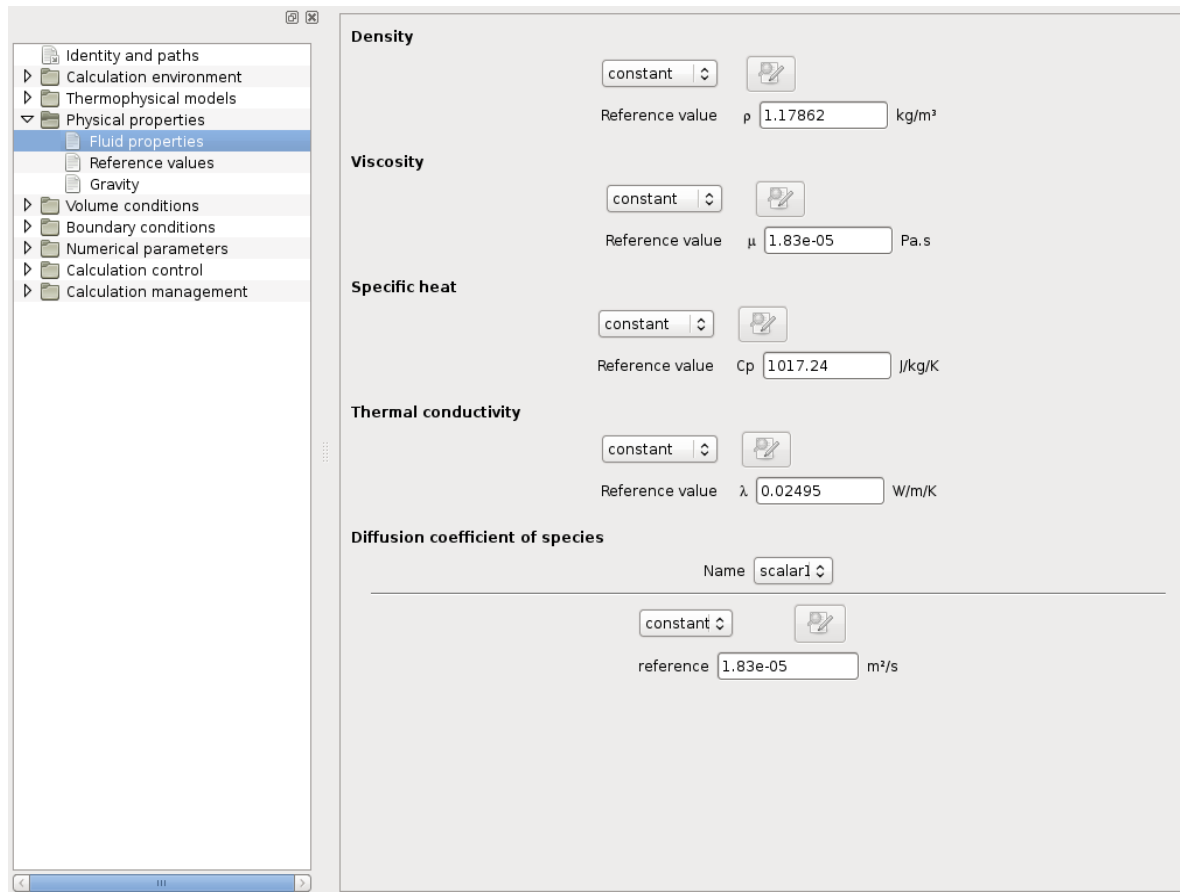 Identity and paths
Calculation environment
Thermophysical models
Physical properties
Fluid properties
Reference values
Gravity
Volume conditions
Boundary conditions
Numerical parameters
Calculation control
Calculation management
Density
constant
Reference value ρ 1.17862 kg/m³
Viscosity
constant
Reference value μ 1.83e-05 Pa.s
Specific heat
constant
Reference value Cp 1017.24 J/kg/K
Thermal conductivity
constant
Reference value λ 0.02495 W/m/K
Diffusion coefficient of species
Name scalar1
constant
reference 1.83e-05 m²/s